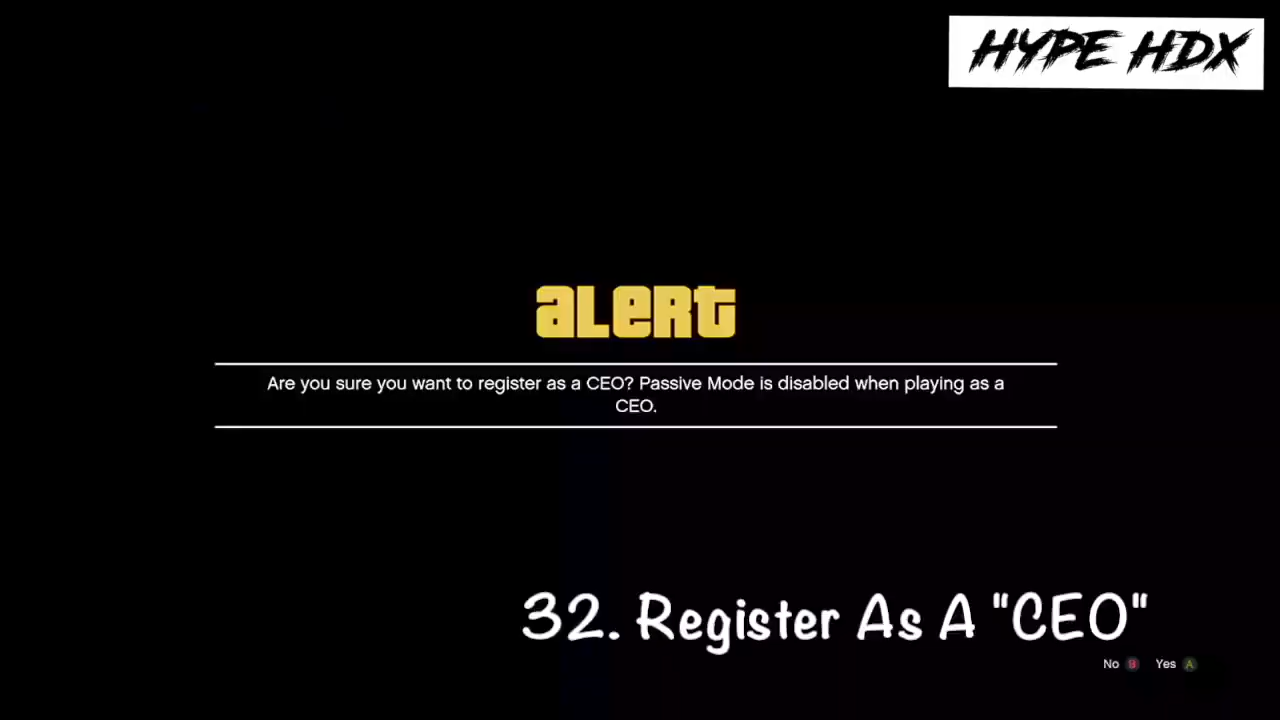 HYPE HDX
aLeRt
Are you sure you want to register as a CEO? Passive Mode is disabled when playing as a
CEO.
32. Register As A "CEO"
No B Yes A